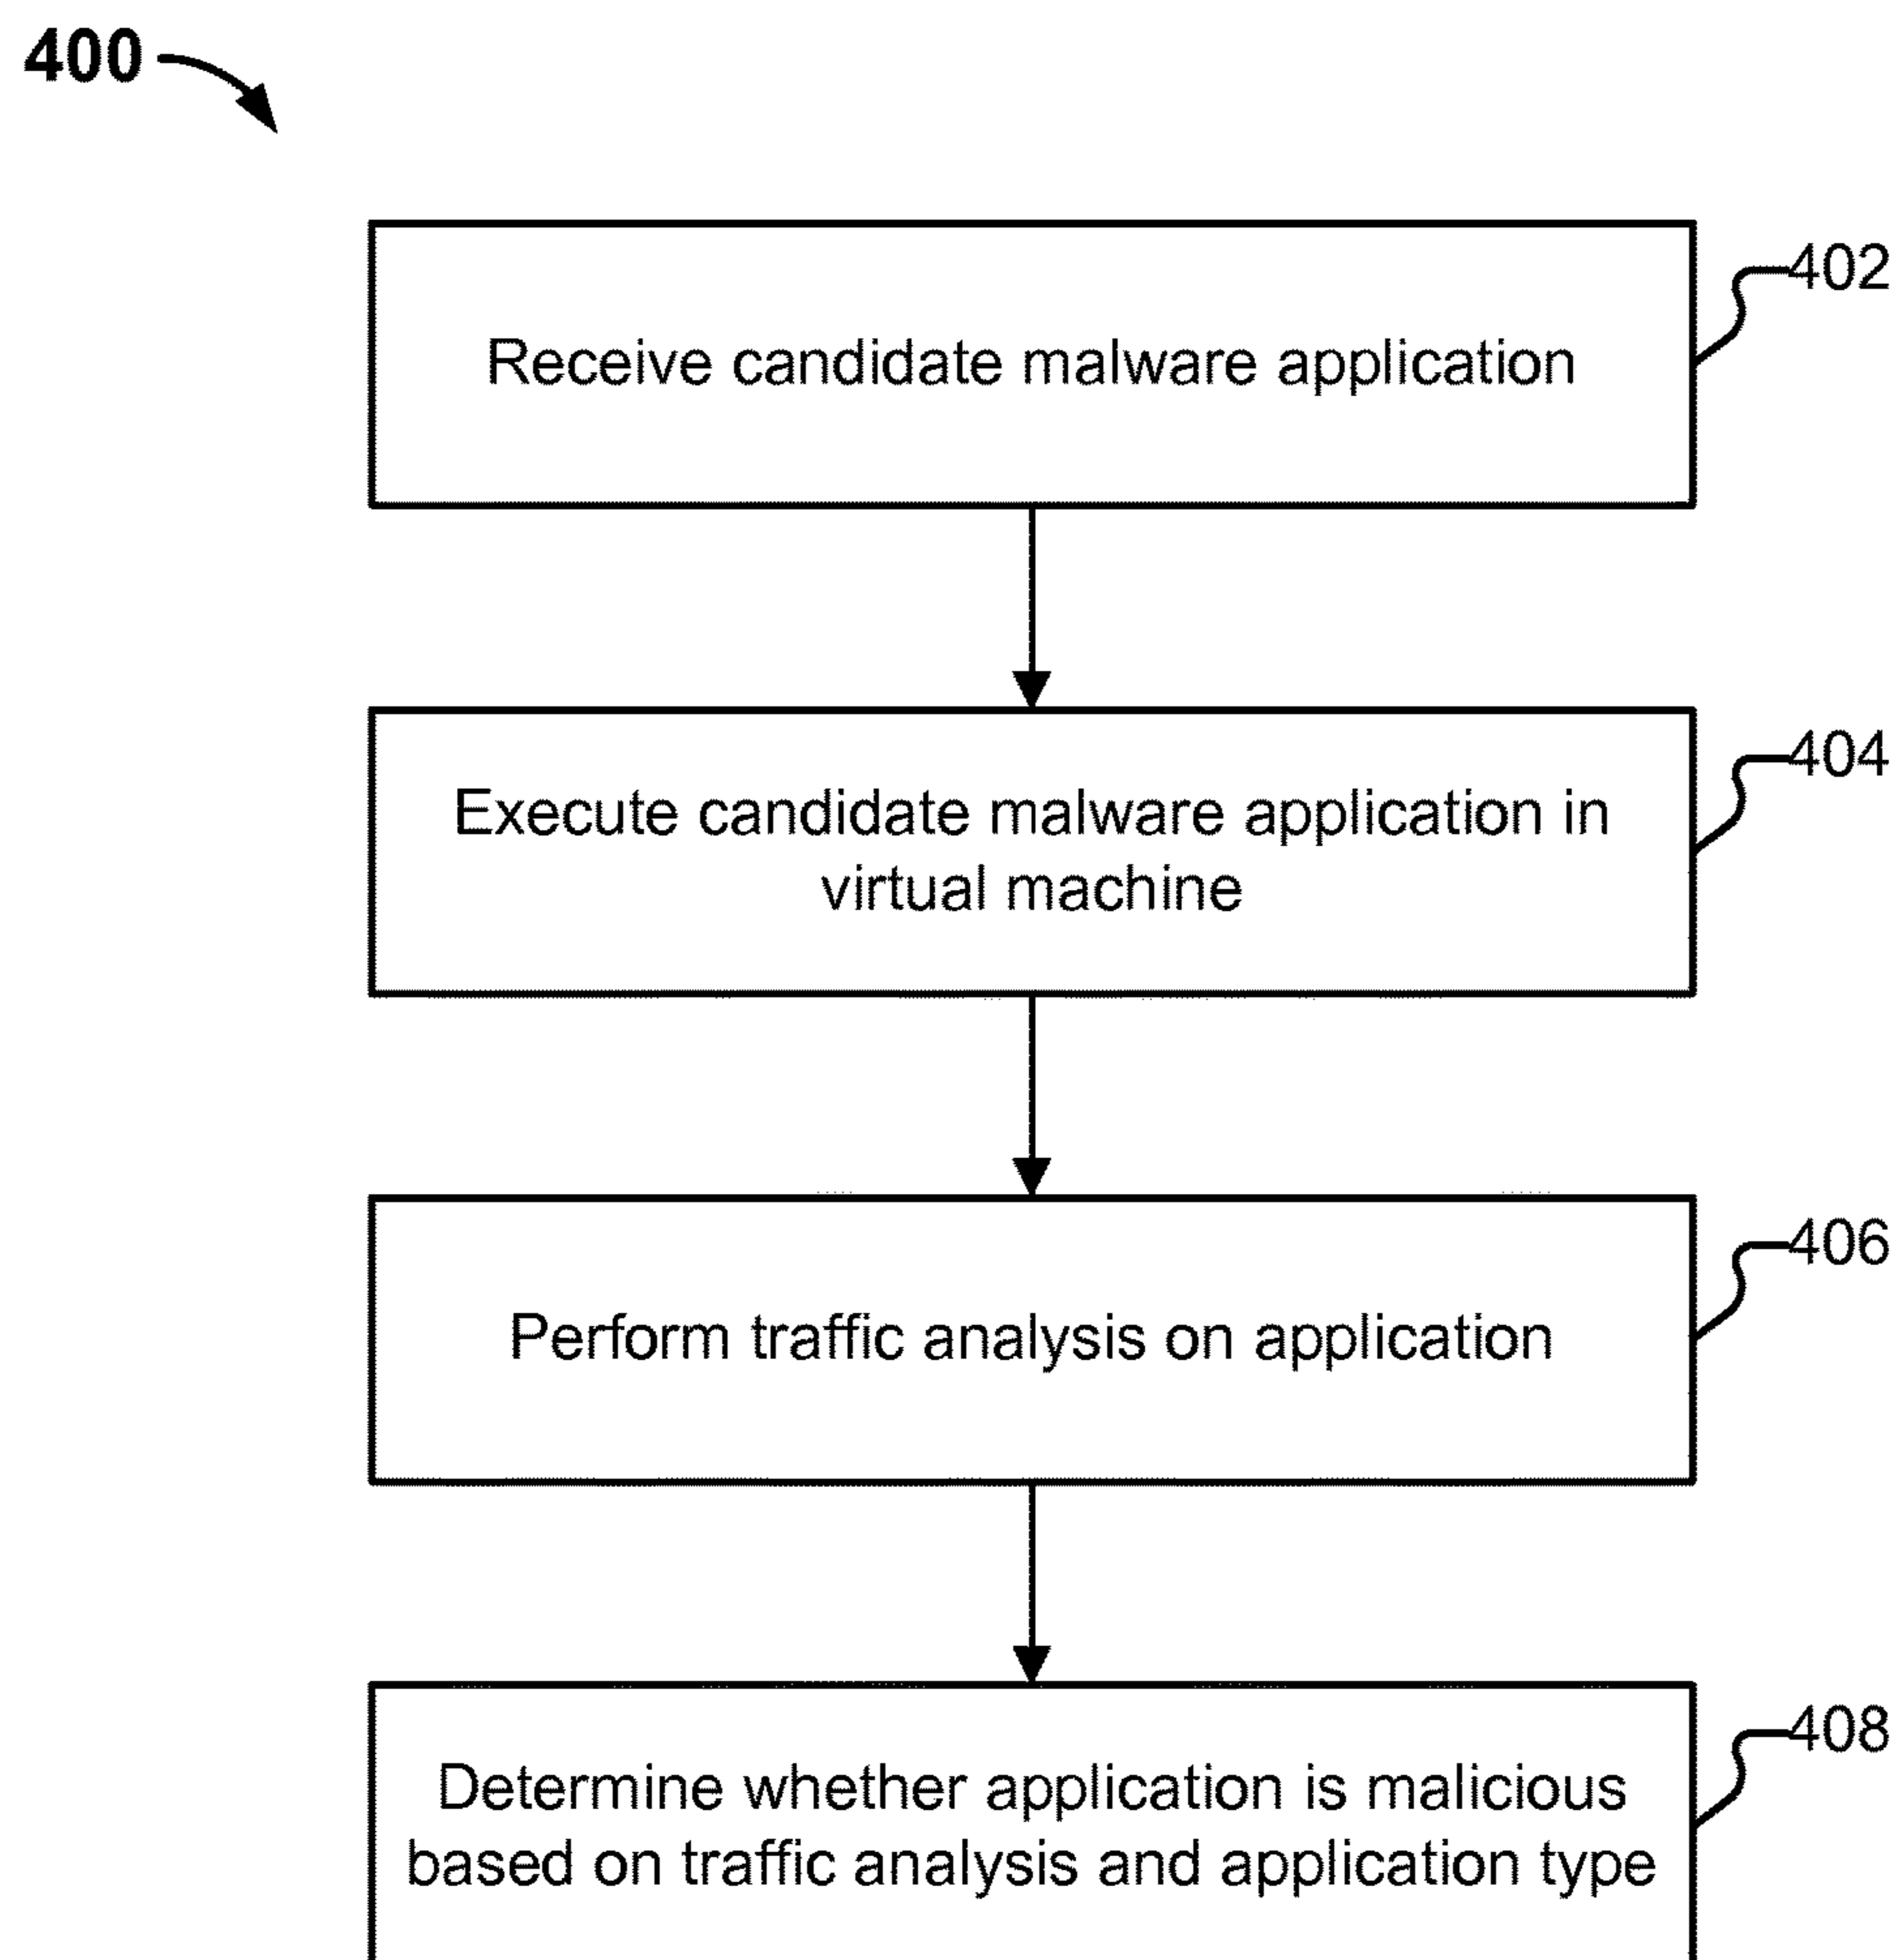 400
Receive candidate malware application
402
Execute candidate malware application in
virtual machine
404
Perform traffic analysis on application
406
Determine whether application is malicious
based on traffic analysis and application type
408